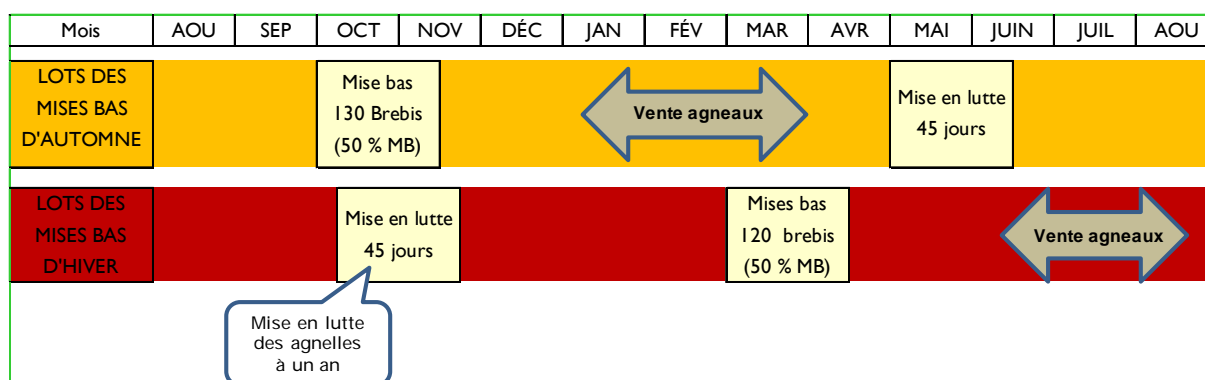 Mois AOU SEP OCT NOV DÉC JAN FÉV MAR AVR MAI JUIN JUIL AOU
LOTS DES
MISES BAS
D'AUTOMNE
Mise bas
130 Brebis
(50 % MB)
Vente agneaux
Mise en lutte
45 jours
LOTS DES
MISES BAS
D'HIVER
Mise en lutte
45 jours
Mises bas
120 brebis
(50 % MB)
Vente agneaux
Mise en lutte
des agnelles
à un an